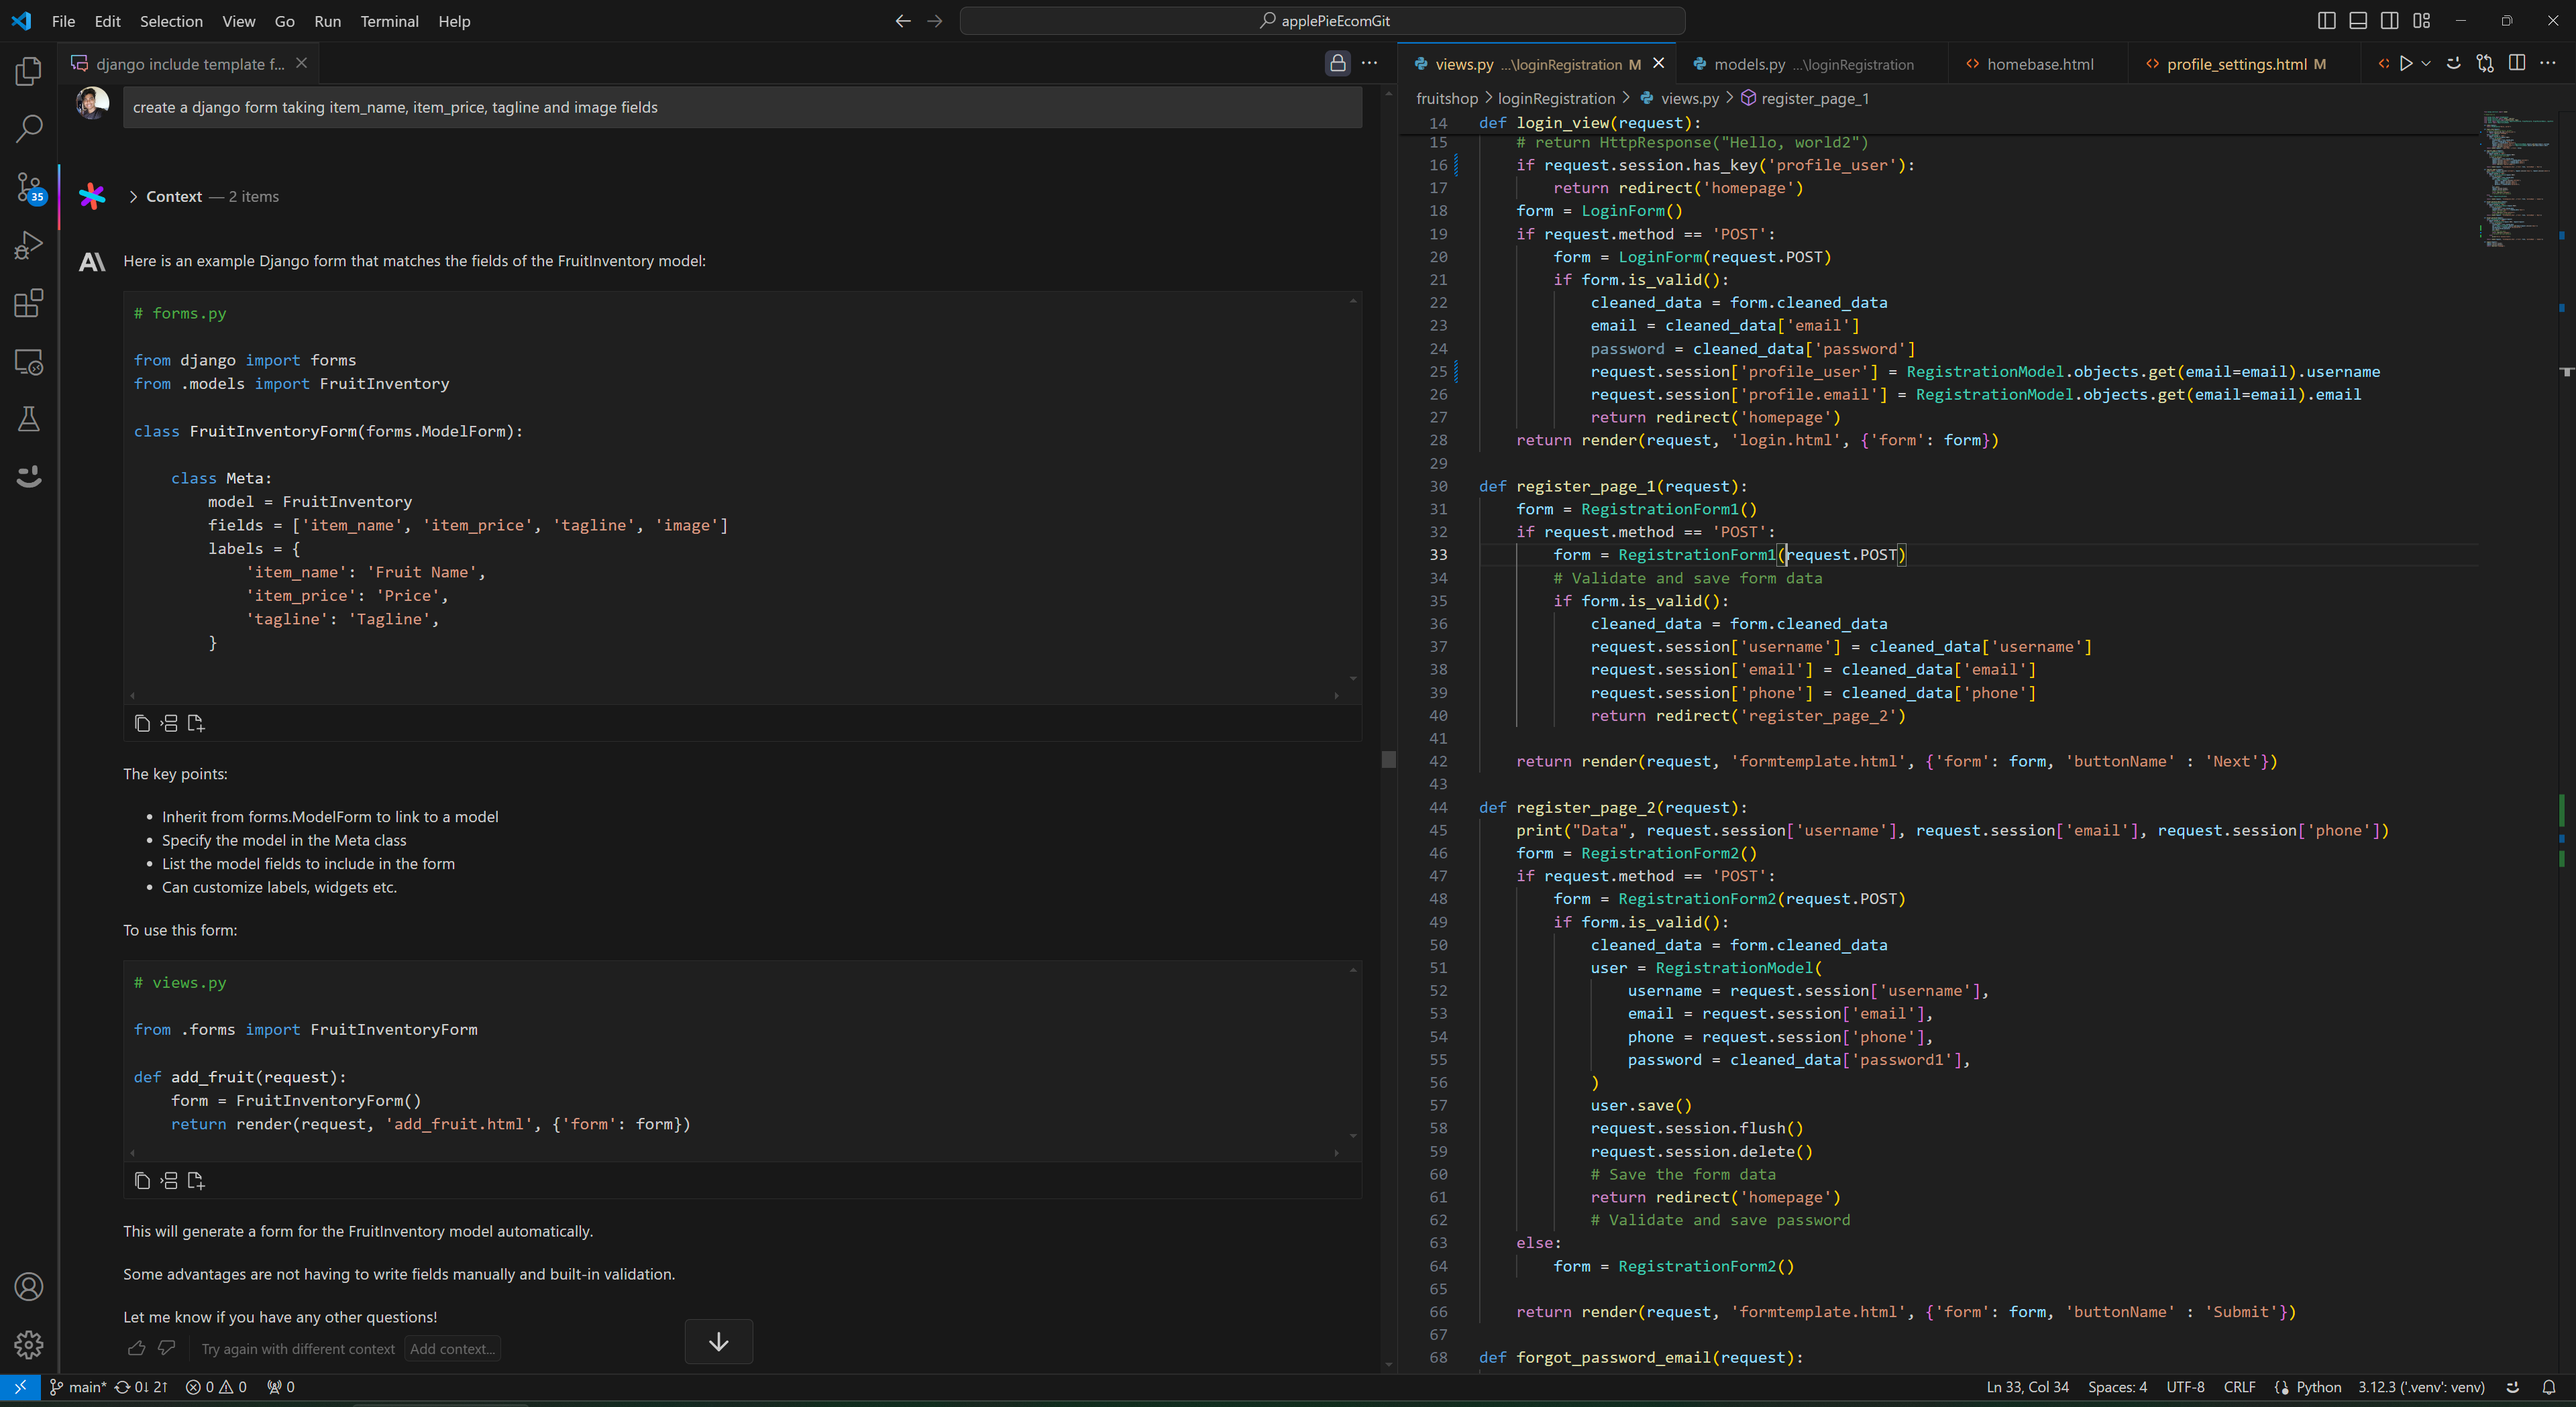 File Edit Selection View Go Run Terminal Help
applePieEcomGit
django include template f...
create a django form taking item_name, item_price, tagline and image fields
35
Context — 2 items
Here is an example Django form that matches the fields of the FruitInventory model:
# forms.py
from django import forms
from .models import FruitInventory
class FruitInventoryForm(forms.ModelForm):
class Meta:
model = FruitInventory
fields = ['item_name', 'item_price', 'tagline', 'image']
labels = {
'item_name': 'Fruit Name',
'item_price': 'Price',
'tagline': 'Tagline',
}
The key points:
• Inherit from forms.ModelForm to link to a model
• Specify the model in the Meta class
• List the model fields to include in the form
• Can customize labels, widgets etc.
To use this form:
# views.py
from .forms import FruitInventoryForm
def add_fruit(request):
form = FruitInventoryForm()
return render(request, 'add_fruit.html', {'form': form})
This will generate a form for the FruitInventory model automatically.
Some advantages are not having to write fields manually and built-in validation.
Let me know if you have any other questions!
Try again with different context Add context...
views.py ...\loginRegistration M
models.py ...\loginRegistration
homebase.html
profile_settings.html M
fruitshop > loginRegistration > views.py > register_page_1
14 def login_view(request):
15 # return HttpResponse("Hello, world2")
16 if request.session.has_key('profile_user'):
17 return redirect('homepage')
18 form = LoginForm()
19 if request.method == 'POST':
20 form = LoginForm(request.POST)
21 if form.is_valid():
22 cleaned_data = form.cleaned_data
23 email = cleaned_data['email']
24 password = cleaned_data['password']
25 request.session['profile_user'] = RegistrationModel.objects.get(email=email).username
26 request.session['profile.email'] = RegistrationModel.objects.get(email=email).email
27 return redirect('homepage')
28 return render(request, 'login.html', {'form': form})
29
30 def register_page_1(request):
31 form = RegistrationForm1()
32 if request.method == 'POST':
33 form = RegistrationForm1(request.POST)
34 # Validate and save form data
35 if form.is_valid():
36 cleaned_data = form.cleaned_data
37 request.session['username'] = cleaned_data['username']
38 request.session['email'] = cleaned_data['email']
39 request.session['phone'] = cleaned_data['phone']
40 return redirect('register_page_2')
41
42 return render(request, 'formtemplate.html', {'form': form, 'buttonName' : 'Next'})
43
44 def register_page_2(request):
45 print("Data", request.session['username'], request.session['email'], request.session['phone'])
46 form = RegistrationForm2()
47 if request.method == 'POST':
48 form = RegistrationForm2(request.POST)
49 if form.is_valid():
50 cleaned_data = form.cleaned_data
51 user = RegistrationModel(
52 username = request.session['username'],
53 email = request.session['email'],
54 phone = request.session['phone'],
55 password = cleaned_data['password1'],
56 )
57 user.save()
58 request.session.flush()
59 request.session.delete()
60 # Save the form data
61 return redirect('homepage')
62 # Validate and save password
63 else:
64 form = RegistrationForm2()
65
66 return render(request, 'formtemplate.html', {'form': form, 'buttonName' : 'Submit'})
67
68 def forgot_password_email(request):
main* 0↓ 2↑ 0 0 0
Ln 33, Col 34 Spaces: 4 UTF-8 CRLF Python 3.12.3 ('.venv': venv)